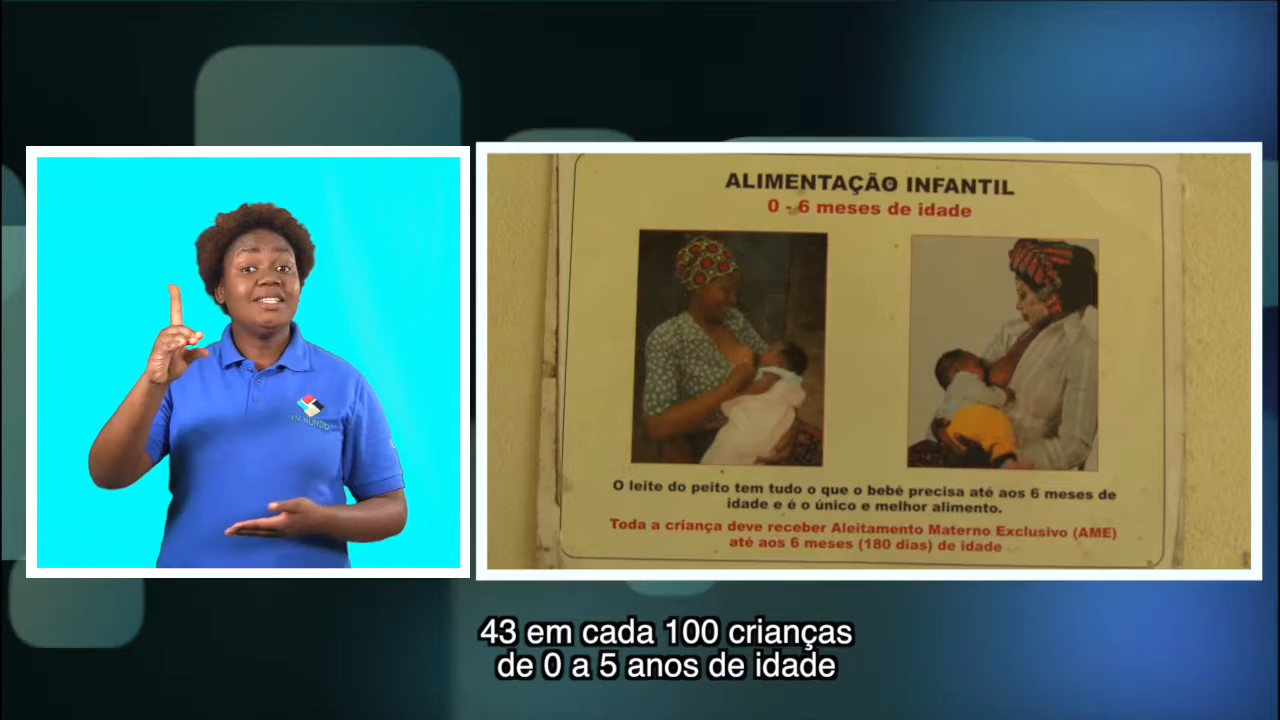 ALIMENTAÇÃO INFANTIL
0 - 6 meses de idade
O leite do peito tem tudo o que o bebé precisa até aos 6 meses de
idade e é o único e melhor alimento.
Toda a criança deve receber Aleitamento Materno Exclusivo (AME)
até aos 6 meses (180 dias) de idade
TV SURDO
43 em cada 100 crianças
de 0 a 5 anos de idade